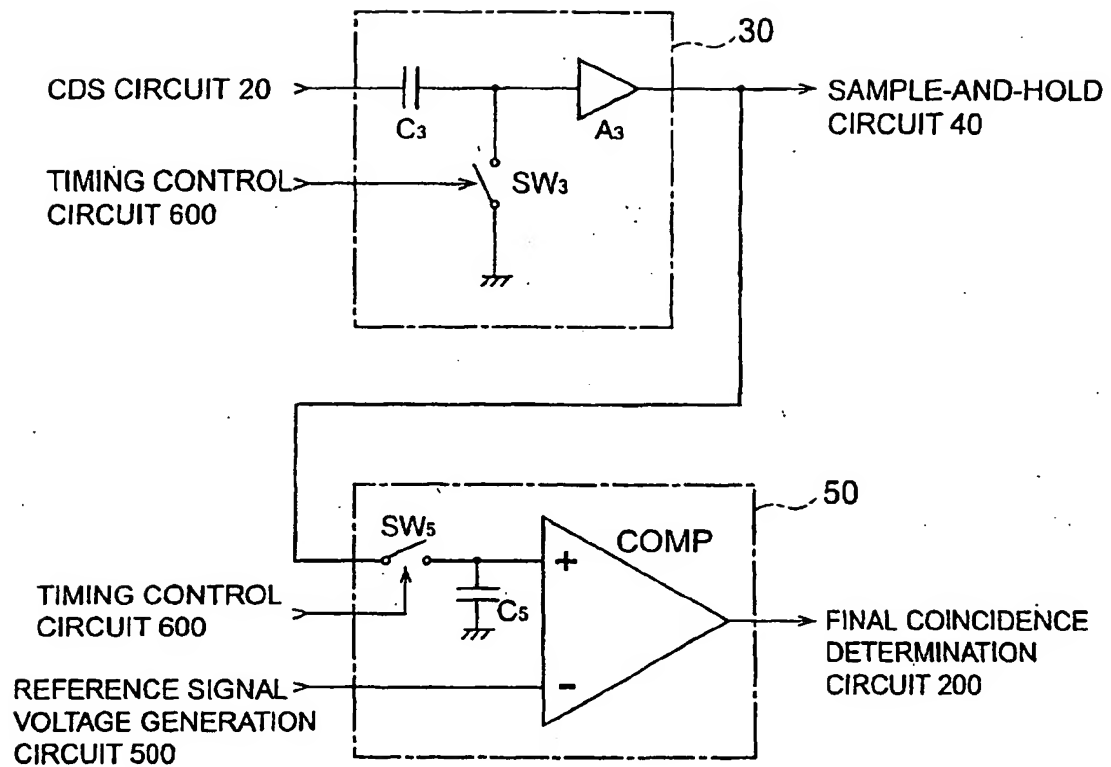 30
CDS CIRCUIT 20
C3
A3
SAMPLE-AND-HOLD
CIRCUIT 40
TIMING CONTROL
CIRCUIT 600
SW3
50
SW5
COMP
+
C5
TIMING CONTROL
CIRCUIT 600
FINAL COINCIDENCE
DETERMINATION
CIRCUIT 200
-
REFERENCE SIGNAL
VOLTAGE GENERATION
CIRCUIT 500